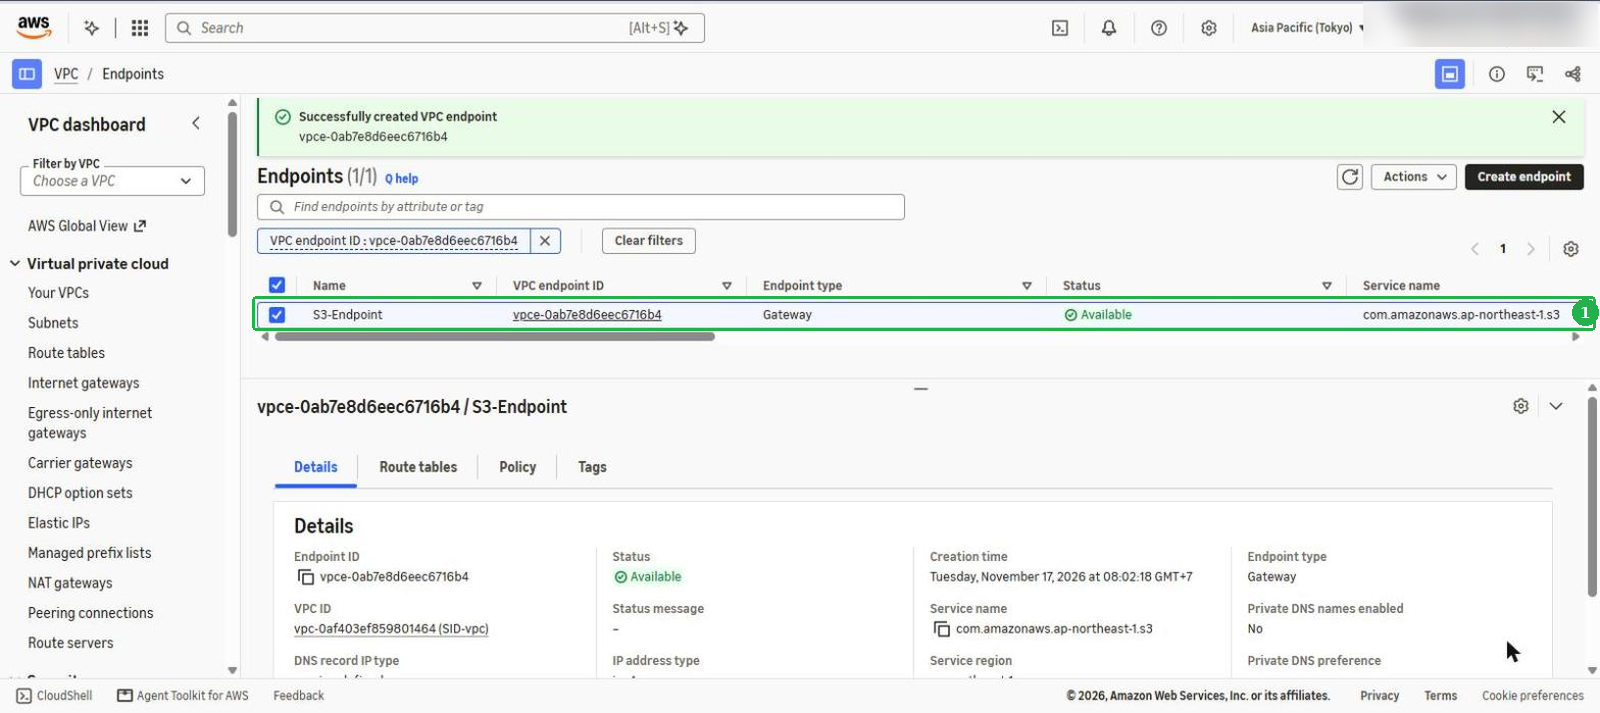 aws
Search
[Alt+S]
Asia Pacific (Tokyo)
VPC / Endpoints
VPC dashboard
Filter by VPC
Choose a VPC
AWS Global View
Virtual private cloud
Your VPCs
Subnets
Route tables
Internet gateways
Egress-only internet
gateways
Carrier gateways
DHCP option sets
Elastic IPs
Managed prefix lists
NAT gateways
Peering connections
Route servers
Successfully created VPC endpoint
vpce-0ab7e8d6eec6716b4
Endpoints (1/1) Q help
Actions
Create endpoint
Find endpoints by attribute or tag
VPC endpoint ID : vpce-0ab7e8d6eec6716b4
Clear filters
1
Name VPC endpoint ID Endpoint type Status Service name
S3-Endpoint vpce-0ab7e8d6eec6716b4 Gateway Available com.amazonaws.ap-northeast-1.s3 1
vpce-0ab7e8d6eec6716b4 / S3-Endpoint
Details Route tables Policy Tags
Details
Endpoint ID
vpce-0ab7e8d6eec6716b4
Status
Available
Creation time
Tuesday, November 17, 2026 at 08:02:18 GMT+7
Endpoint type
Gateway
VPC ID
vpc-0af403ef859801464 (SID-vpc)
Status message
–
Service name
com.amazonaws.ap-northeast-1.s3
Private DNS names enabled
No
DNS record IP type
IP address type
Service region
Private DNS preference
CloudShell Agent Toolkit for AWS Feedback
© 2026, Amazon Web Services, Inc. or its affiliates. Privacy Terms Cookie preferences